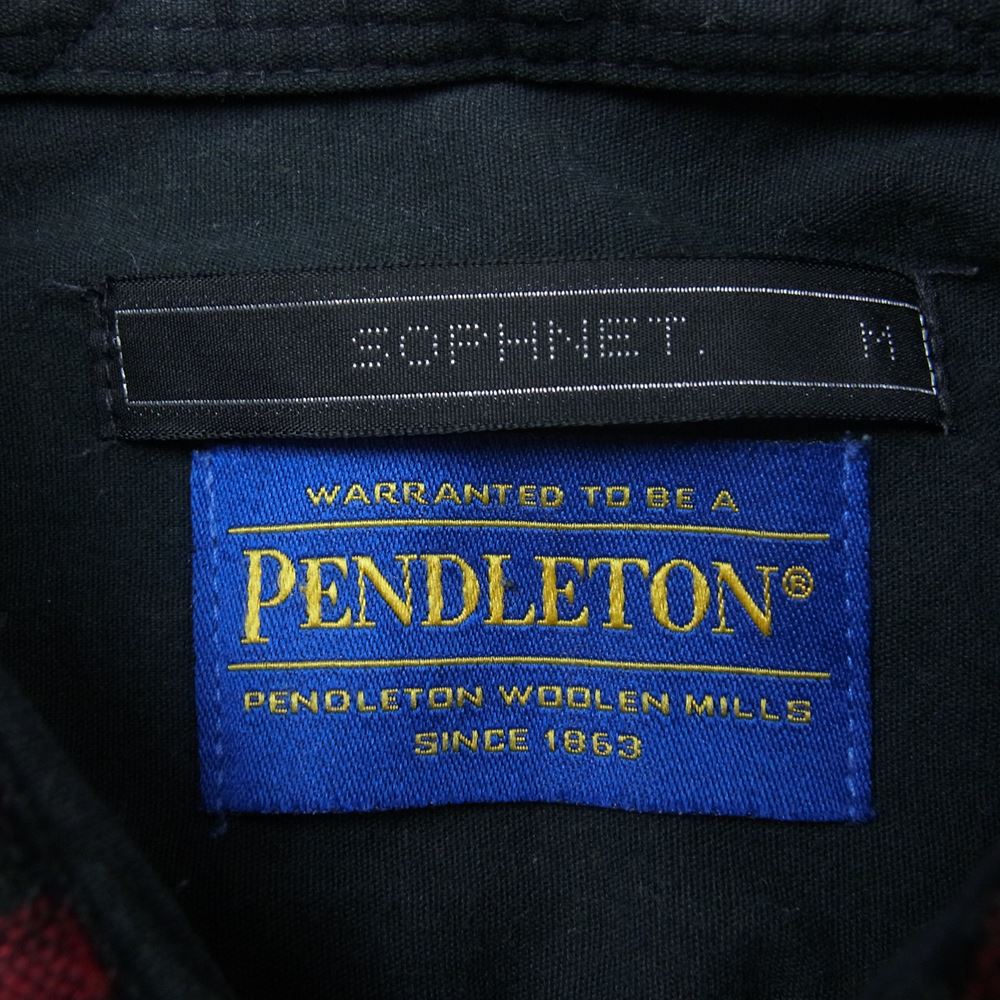 SOPHNET. M
WARRANTED TO BE A
PENDLETON®
PENDLETON WOOLEN MILLS
SINCE 1863